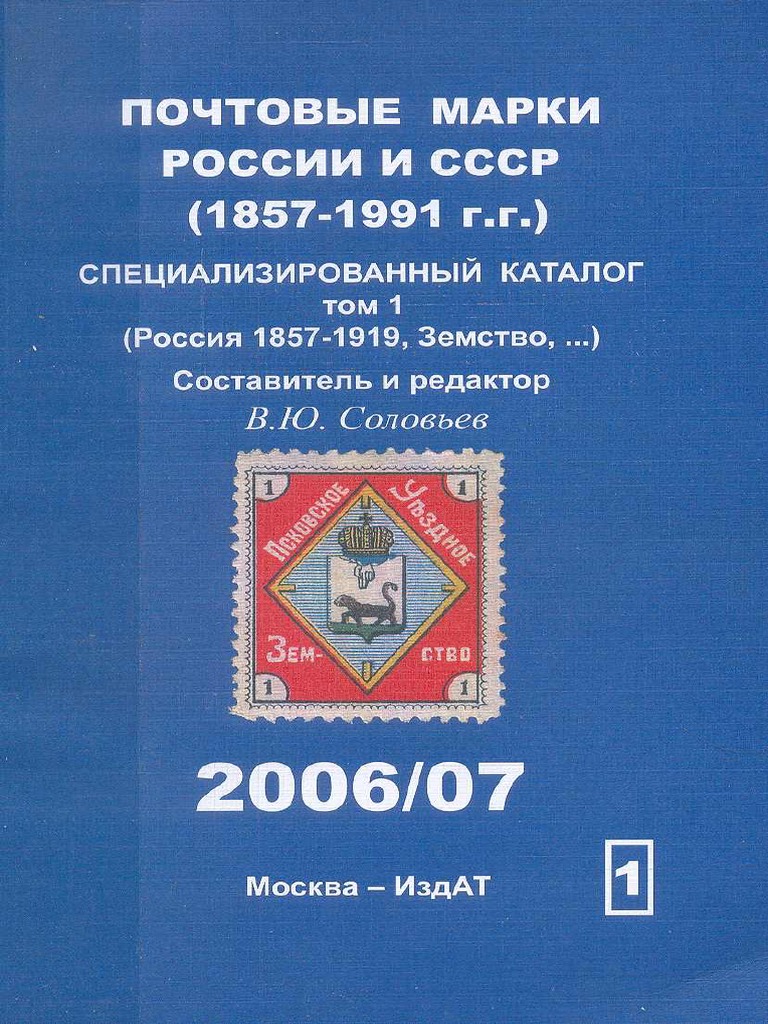 ПОЧТОВЫЕ МАРКИ
РОССИИ И СССР
(1857-1991 г.г.)
СПЕЦИАЛИЗИРОВАННЫЙ КАТАЛОГ
том 1
(Россия 1857-1919, Земство, ...)
Составитель и редактор
В.Ю. Соловьев
1 1
Псковское Уѣздное
Зем- ство
1 1
2006/07
Москва – ИздАТ
1